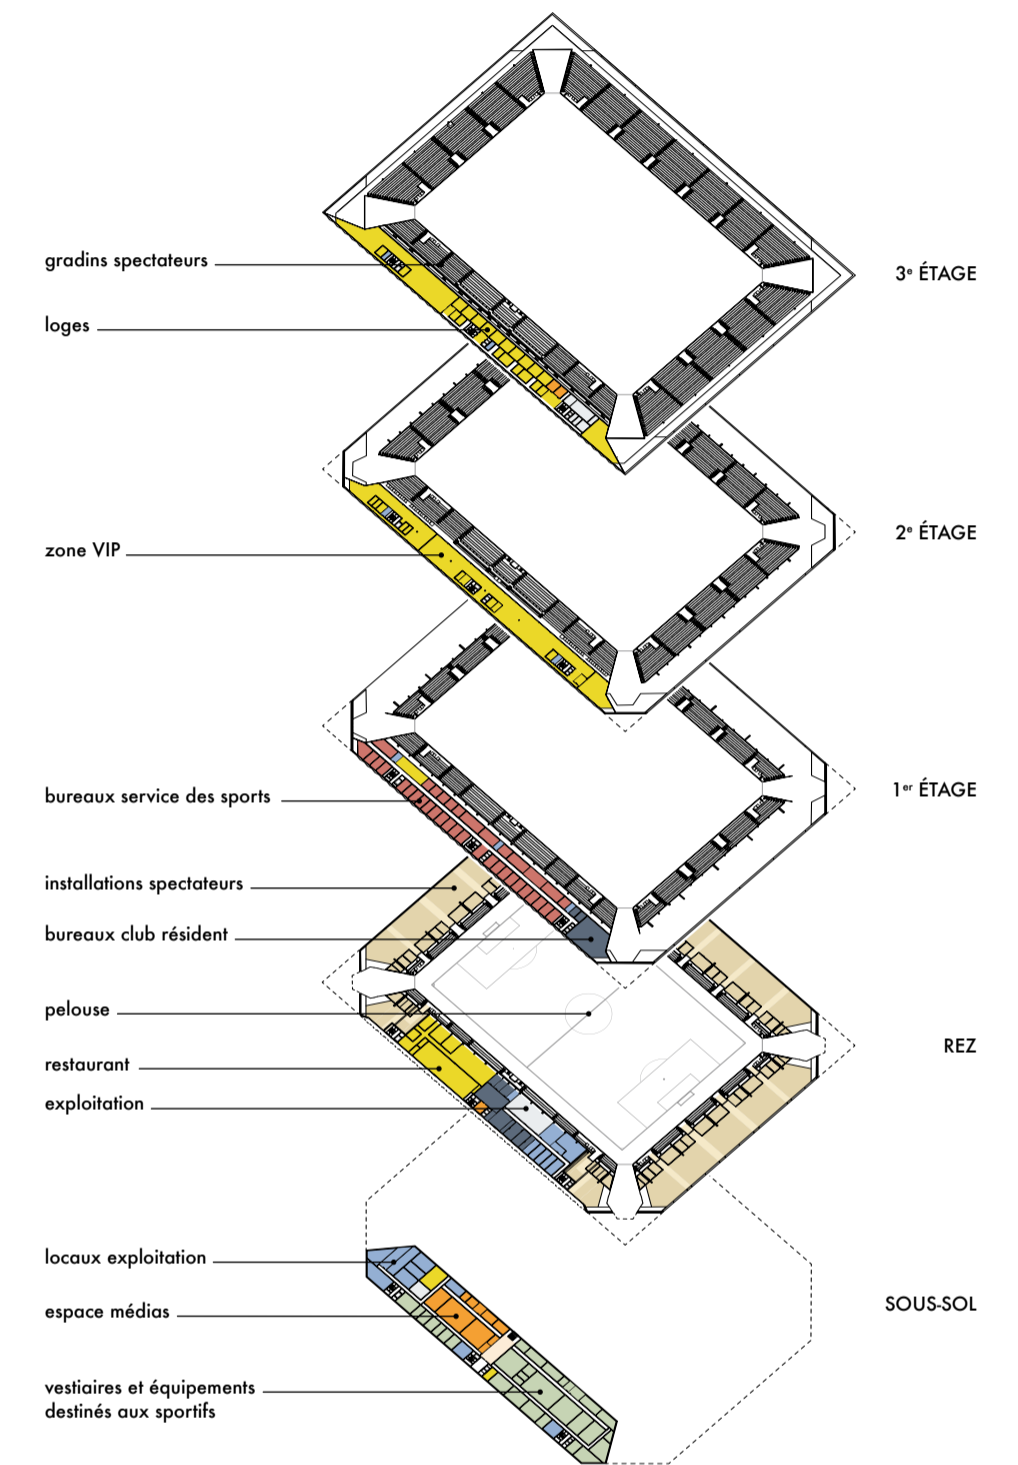 gradins spectateurs
3e ÉTAGE
loges
2e ÉTAGE
zone VIP
1er ÉTAGE
bureaux service des sports
installations spectateurs
bureaux club résident
pelouse
REZ
restaurant
exploitation
locaux exploitation
SOUS-SOL
espace médias
vestiaires et équipements
destinés aux sportifs